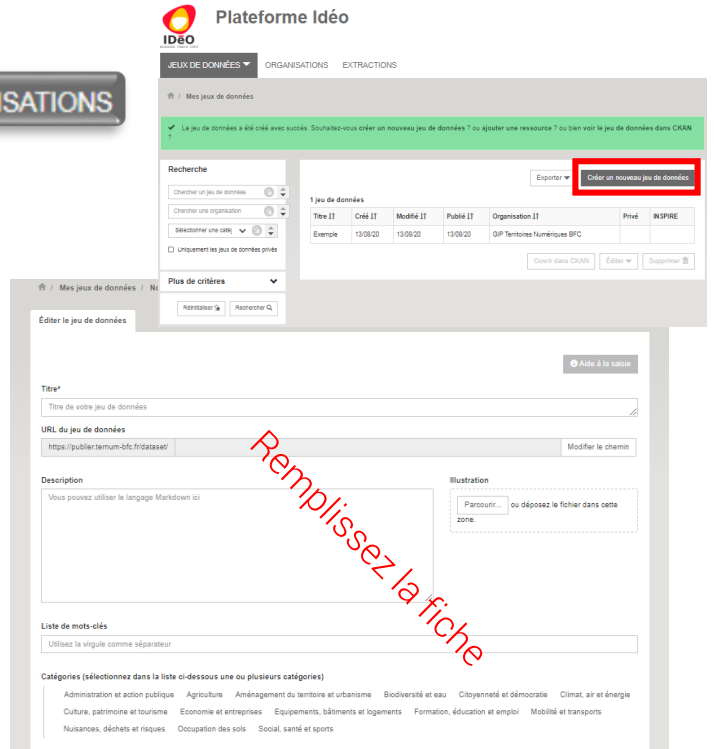 Plateforme Idéo
IDéO
JEUX DE DONNÉES ORGANISATIONS EXTRACTIONS
ISATIONS
/ Mes jeux de données
Le jeu de données a été créé avec succès. Souhaitez-vous créer un nouveau jeu de données ? ou ajouter une ressource ? ou bien voir le jeu de données dans CKAN
?
Recherche
Chercher un jeu de données
Chercher une organisation
Sélectionner une catég
Uniquement les jeux de données privés
Plus de critères
Réinitialiser Rechercher
Exporter Créer un nouveau jeu de données
1 jeu de données
Titre Créé Modifié Publié Organisation Privé INSPIRE
Exemple 13/08/20 13/08/20 13/08/20 GIP Territoires Numériques BFC
Ouvrir dans CKAN Éditer Supprimer
/ Mes jeux de données / No
Éditer le jeu de données
Aide à la saisie
Titre*
Titre de votre jeu de données
URL du jeu de données
https://publier.ternum-bfc.fr/dataset/ Modifier le chemin
Description
Vous pouvez utiliser le langage Markdown ici
Illustration
Parcourir... ou déposez le fichier dans cette
zone.
Remplissez la fiche
Liste de mots-clés
Utilisez la virgule comme séparateur
Catégories (sélectionnez dans la liste ci-dessous une ou plusieurs catégories)
Administration et action publique Agriculture Aménagement du territoire et urbanisme Biodiversité et eau Citoyenneté et démocratie Climat, air et énergie
Culture, patrimoine et tourisme Economie et entreprises Equipements, bâtiments et logements Formation, éducation et emploi Mobilité et transports
Nuisances, déchets et risques Occupation des sols Social, santé et sports